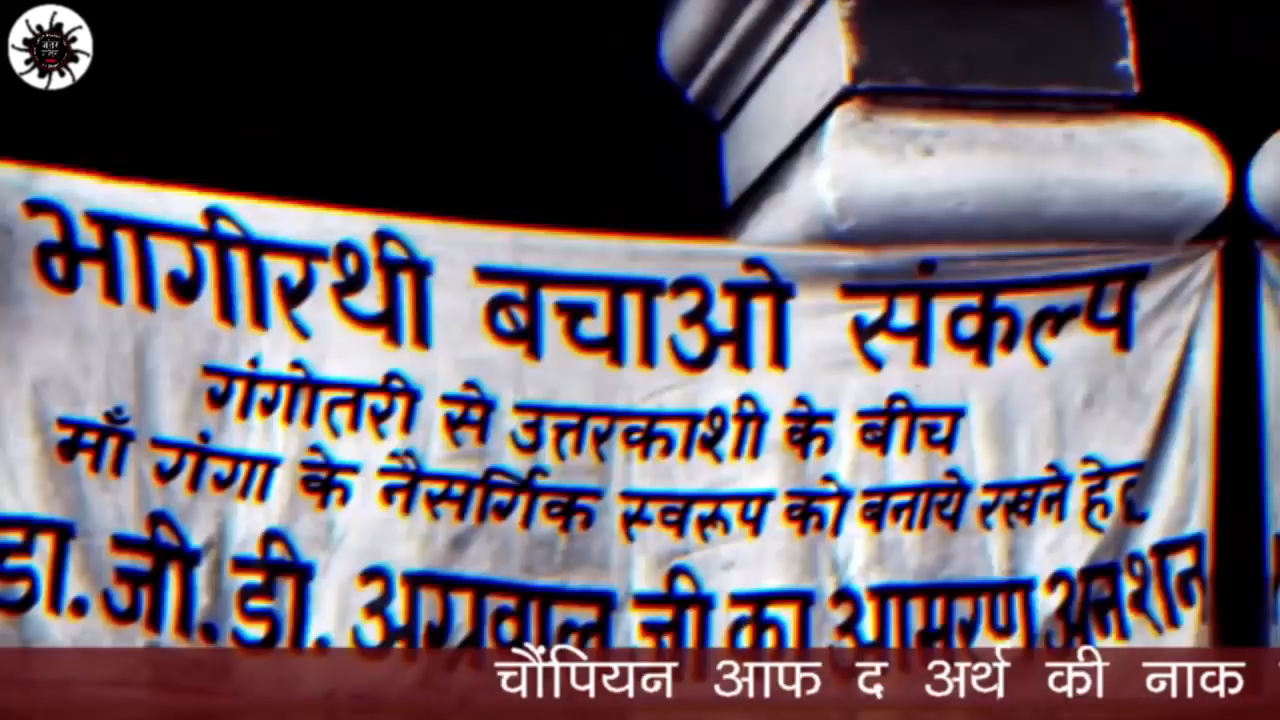 भागीरथी बचाओ संकल्प
गंगोतरी से उत्तरकाशी के बीच
माँ गंगा के नैसर्गिक स्वरूप को बनाये रखने हेतु
डा. जी. डी. अग्रवाल जी का आमरण अनशन
चौंपियन आफ द अर्थ की नाक